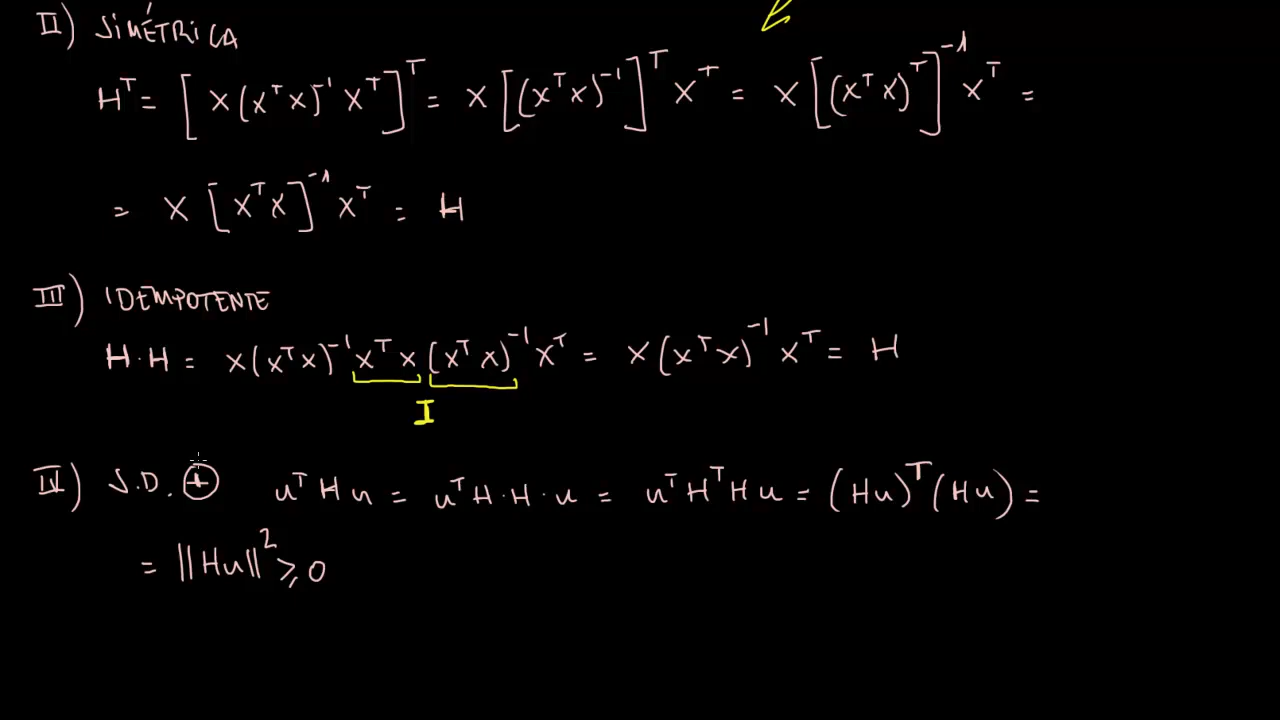 II) SIMÉTRICA
Hᵀ = [X(XᵀX)⁻¹Xᵀ]ᵀ = X[(XᵀX)⁻¹]ᵀXᵀ = X[(XᵀX)ᵀ]⁻¹Xᵀ =
= X[XᵀX]⁻¹Xᵀ = H
III) IDEMPOTENTE
H·H = X(XᵀX)⁻¹XᵀX(XᵀX)⁻¹Xᵀ = X(XᵀX)⁻¹Xᵀ = H
I
IV) S.D. ⊕ uᵀHu = uᵀH·H·u = uᵀHᵀHu = (Hu)ᵀ(Hu) =
= ||Hu||² ⩾ 0